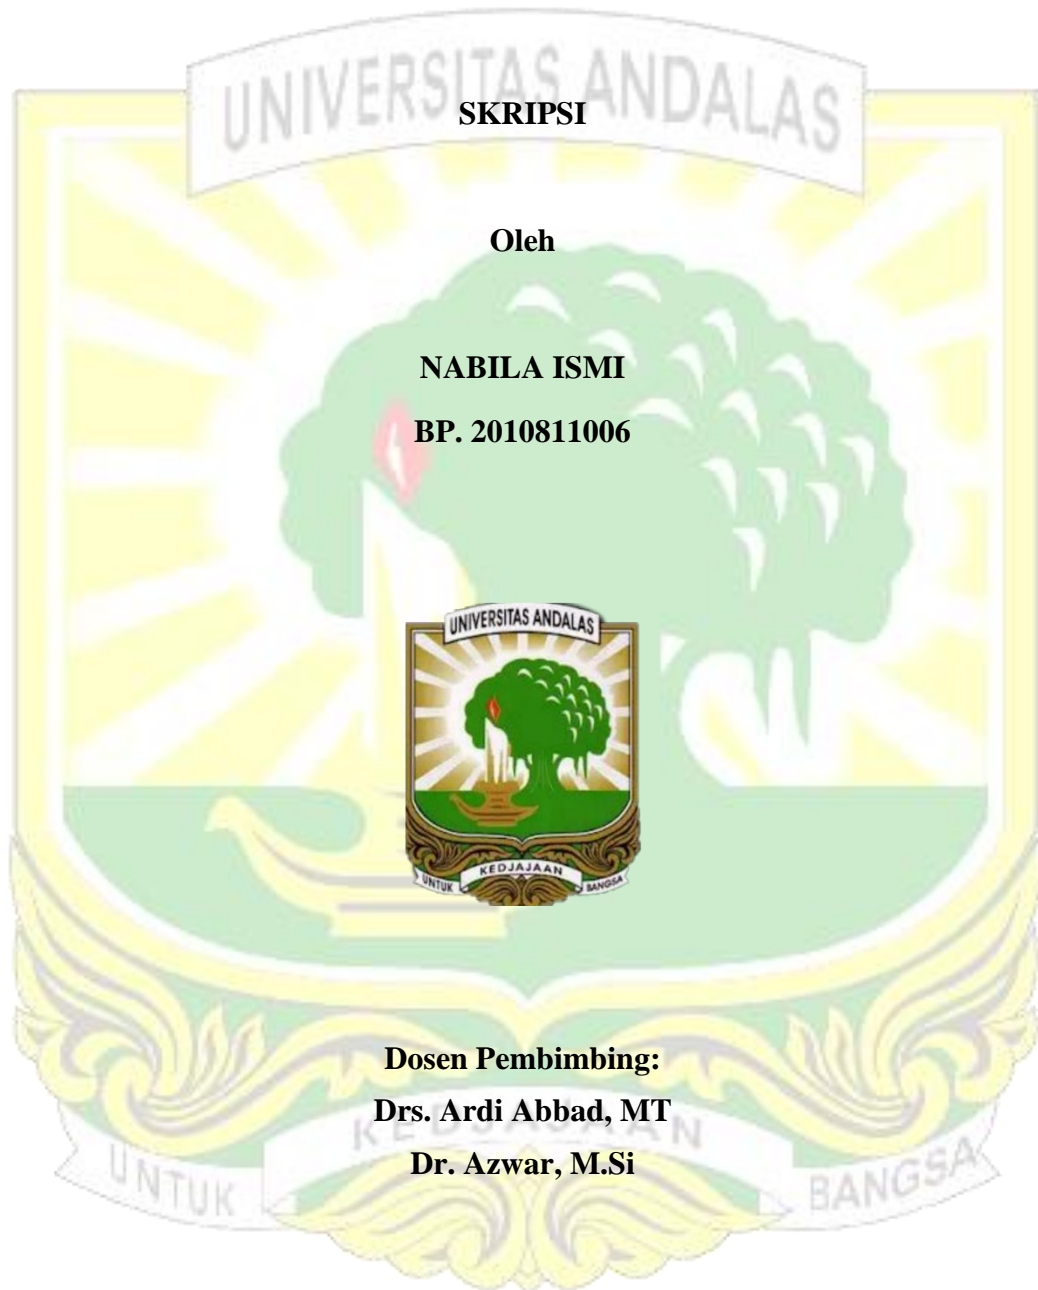 UNIVERSITAS ANDALAS
SKRIPSI
Oleh
NABILA ISMI
BP. 2010811006
UNIVERSITAS ANDALAS
UNTUK KEDJAJAAN BANGSA
Dosen Pembimbing:
Drs. Ardi Abbad, MT
Dr. Azwar, M.Si
UNTUK KEDJAJAAN BANGSA